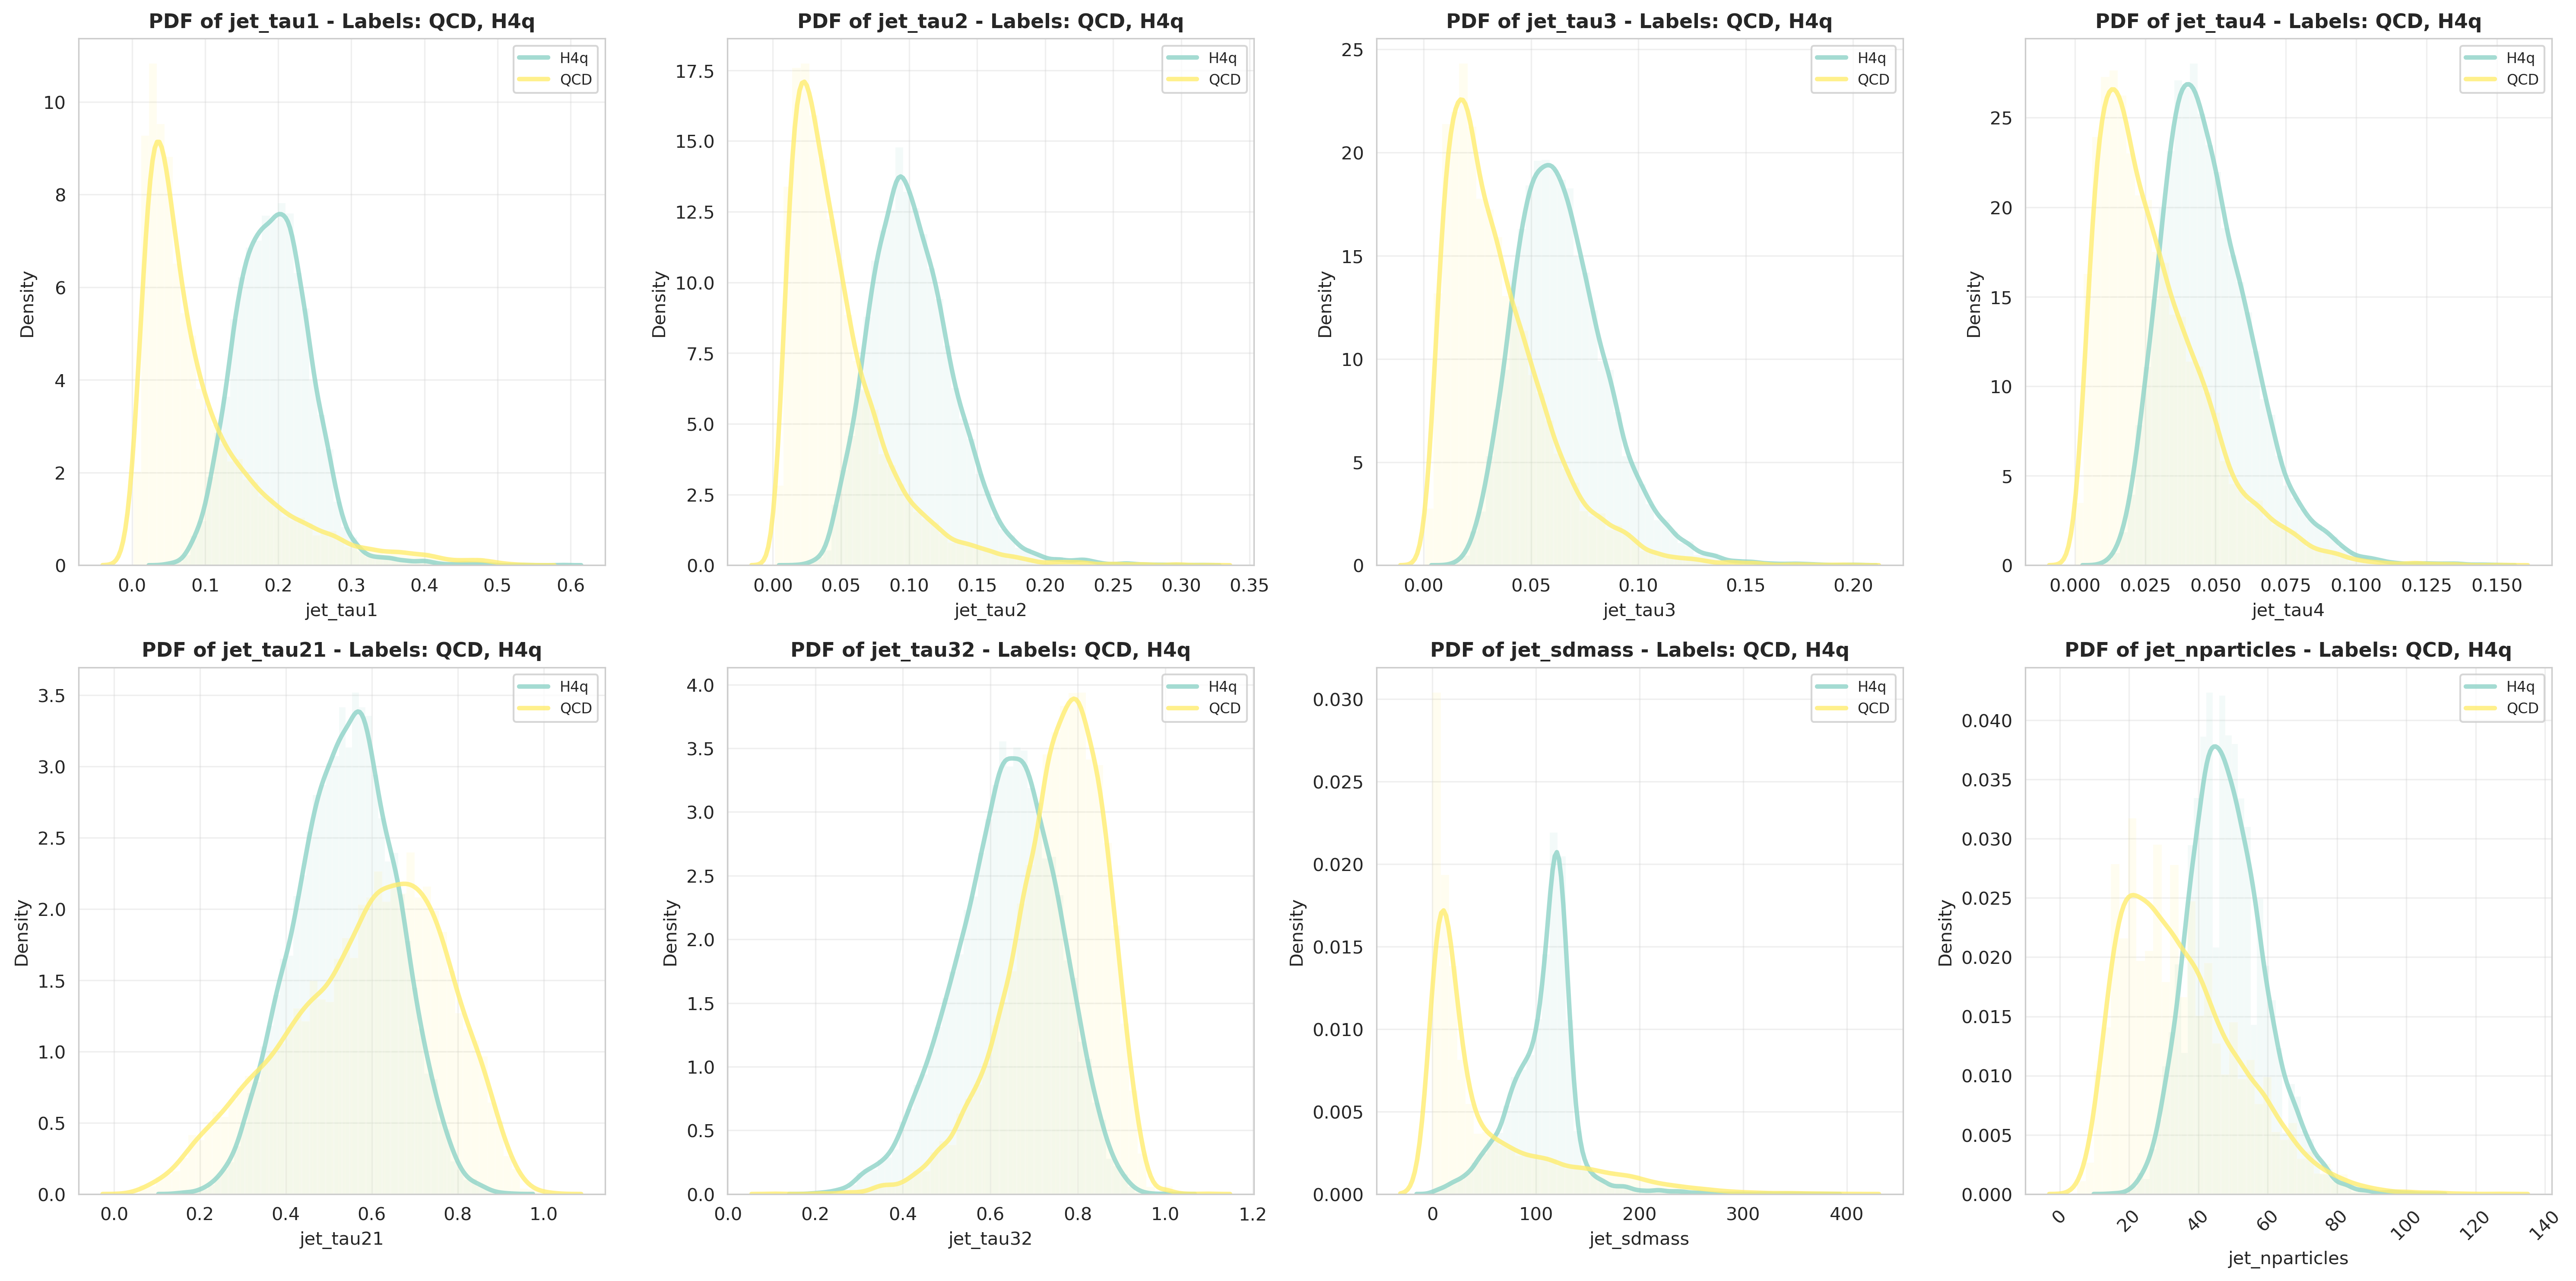 PDF of jet_tau1 - Labels: QCD, H4q
H4q
QCD
Density
10
8
6
4
2
0
0.0 0.1 0.2 0.3 0.4 0.5 0.6
jet_tau1
PDF of jet_tau2 - Labels: QCD, H4q
H4q
QCD
Density
17.5
15.0
12.5
10.0
7.5
5.0
2.5
0.0
0.00 0.05 0.10 0.15 0.20 0.25 0.30 0.35
jet_tau2
PDF of jet_tau3 - Labels: QCD, H4q
H4q
QCD
Density
25
20
15
10
5
0
0.00 0.05 0.10 0.15 0.20
jet_tau3
PDF of jet_tau4 - Labels: QCD, H4q
H4q
QCD
Density
25
20
15
10
5
0
0.000 0.025 0.050 0.075 0.100 0.125 0.150
jet_tau4
PDF of jet_tau21 - Labels: QCD, H4q
H4q
QCD
Density
3.5
3.0
2.5
2.0
1.5
1.0
0.5
0.0
0.0 0.2 0.4 0.6 0.8 1.0
jet_tau21
PDF of jet_tau32 - Labels: QCD, H4q
H4q
QCD
Density
4.0
3.5
3.0
2.5
2.0
1.5
1.0
0.5
0.0
0.0 0.2 0.4 0.6 0.8 1.0 1.2
jet_tau32
PDF of jet_sdmass - Labels: QCD, H4q
H4q
QCD
Density
0.030
0.025
0.020
0.015
0.010
0.005
0.000
0 100 200 300 400
jet_sdmass
PDF of jet_nparticles - Labels: QCD, H4q
H4q
QCD
Density
0.040
0.035
0.030
0.025
0.020
0.015
0.010
0.005
0.000
0 20 40 60 80 100 120 140
jet_nparticles